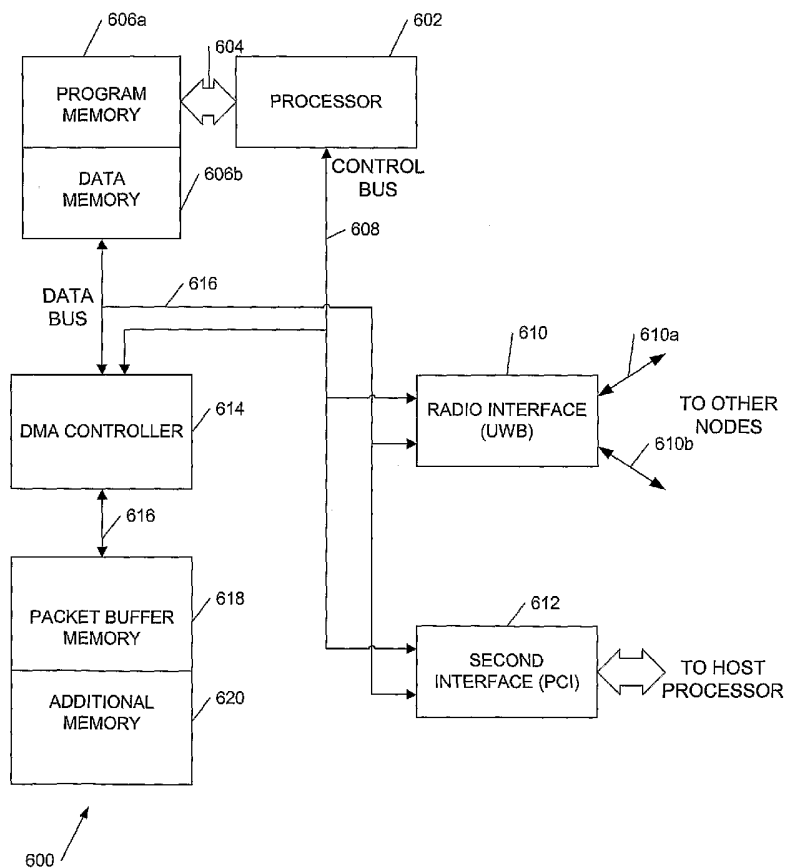 606a
604
602
PROGRAM
MEMORY
PROCESSOR
DATA
MEMORY
606b
CONTROL
BUS
608
616
DATA
BUS
610
610a
DMA CONTROLLER
614
RADIO INTERFACE
(UWB)
TO OTHER
NODES
610b
616
PACKET BUFFER
MEMORY
618
612
SECOND
INTERFACE (PCI)
TO HOST
PROCESSOR
ADDITIONAL
MEMORY
620
600